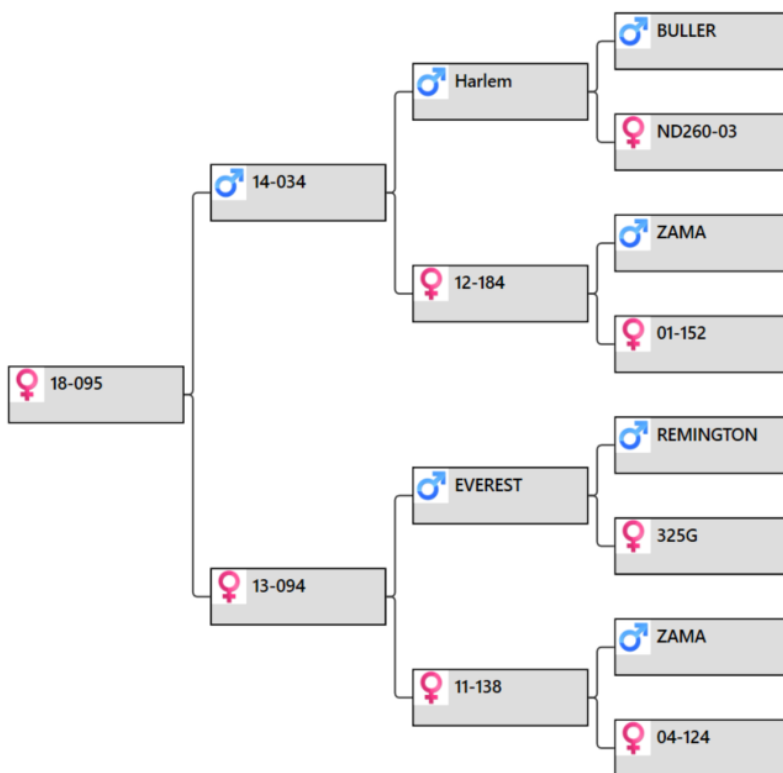 BULLER
Harlem
ND260-03
14-034
ZAMA
12-184
01-152
18-095
REMINGTON
EVEREST
325G
13-094
ZAMA
11-138
04-124